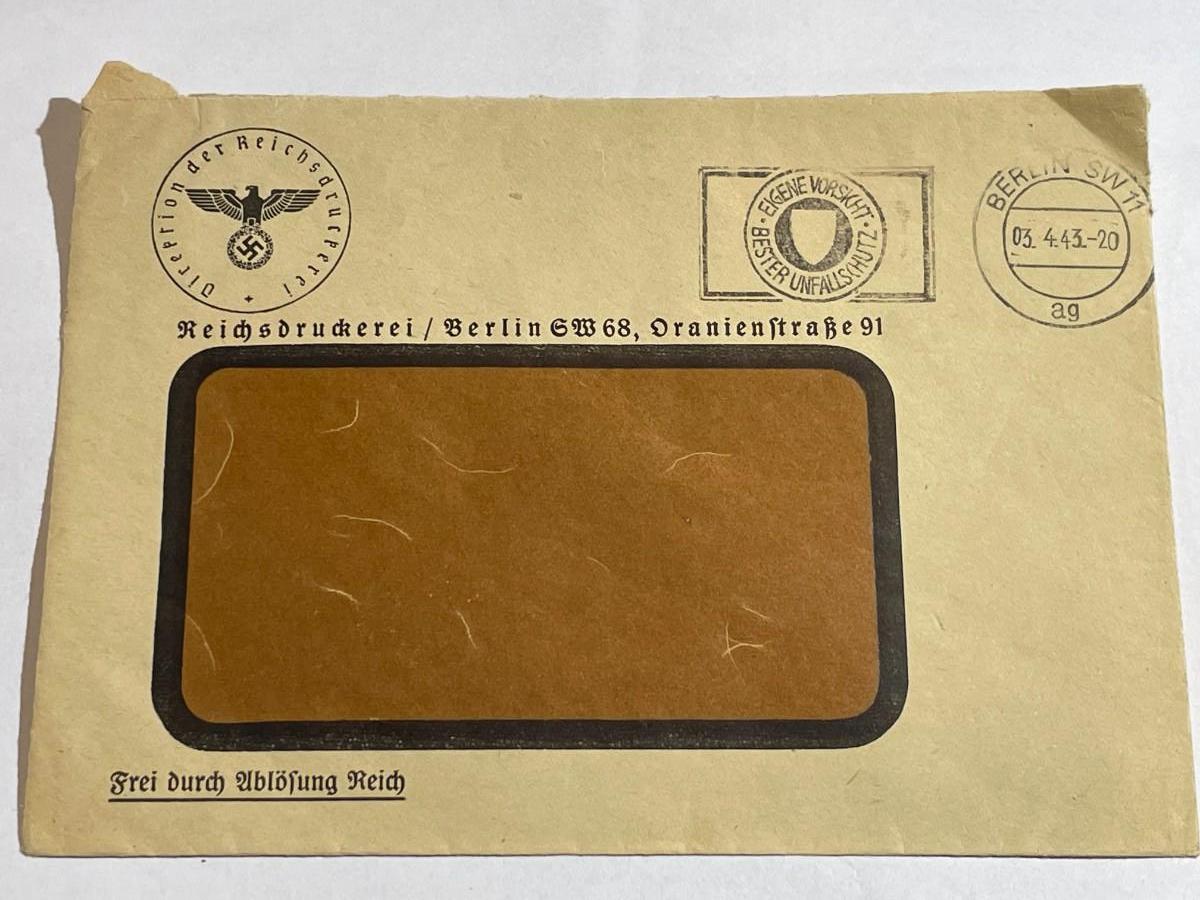 Direktion der Reichsdruckerei
EIGENE VORSICHT
BESTER UNFALLSCHUTZ
BERLIN SW 11
03. 4.43.-20
ag
Reichsdruckerei / Berlin SW 68, Oranienſtraße 91
Frei durch Ablöſung Reich